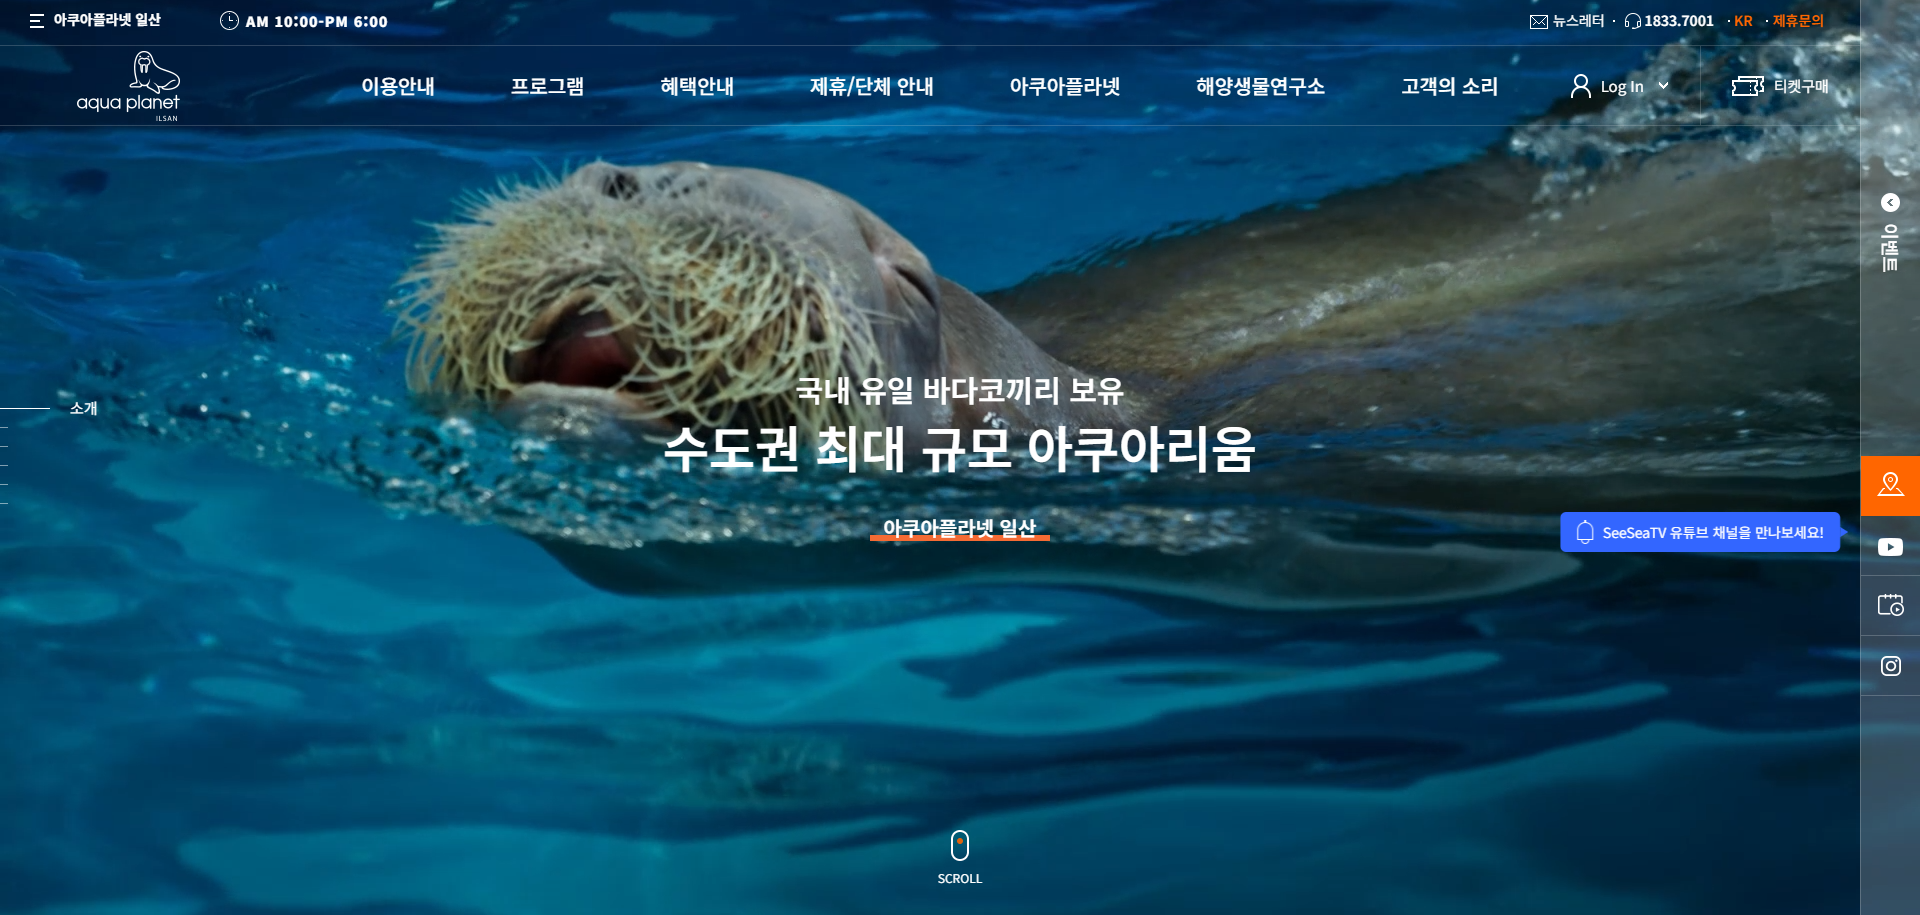 아쿠아플라넷 일산
AM 10:00-PM 6:00
뉴스레터
1833.7001
KR
제휴문의
aqua planet
ILSAN
이용안내
프로그램
혜택안내
제휴/단체 안내
아쿠아플라넷
해양생물연구소
고객의 소리
Log In
티켓구매
이벤트
국내 유일 바다코끼리 보유
수도권 최대 규모 아쿠아리움
소개
아쿠아플라넷 일산
SeeSeaTV 유튜브 채널을 만나보세요!
SCROLL